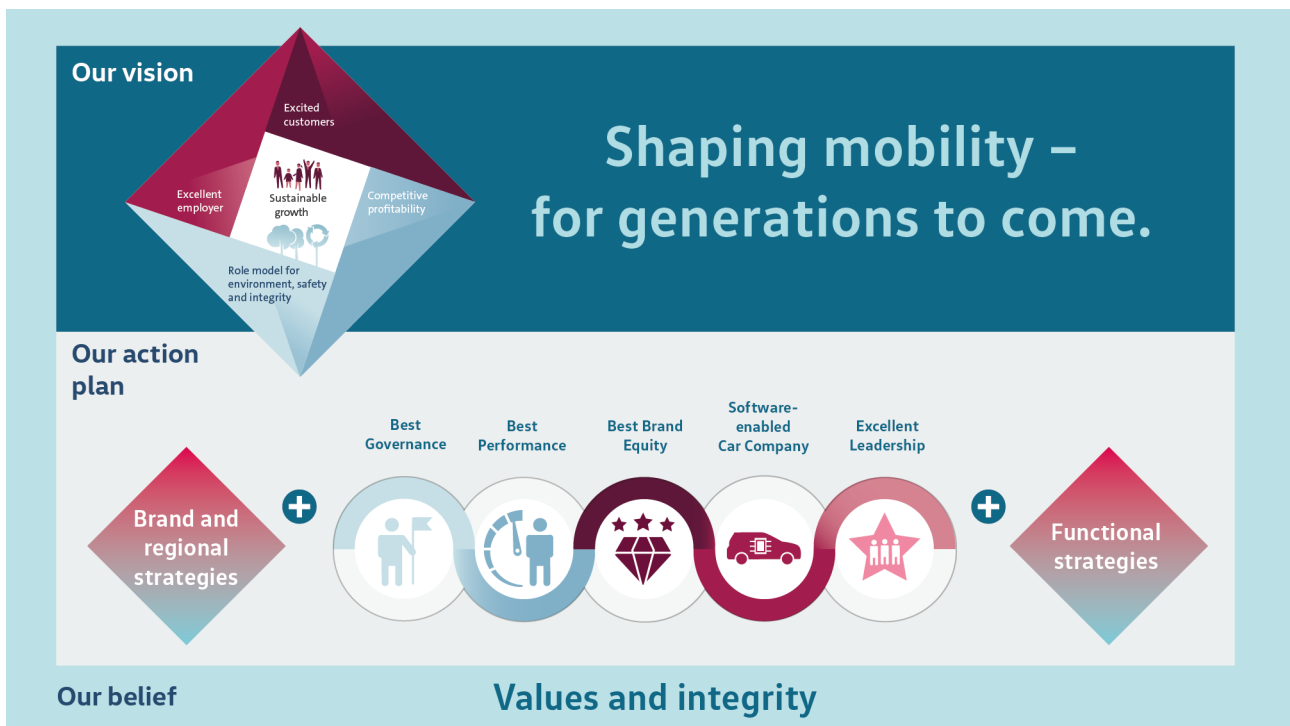 Our vision
Excited
customers
Excellent
employer
Sustainable
growth
Competitive
profitability
Role model for
environment, safety
and integrity
Shaping mobility –
for generations to come.
Our action
plan
Brand and
regional
strategies
Best
Governance
Best
Performance
Best Brand
Equity
Software-
enabled
Car Company
Excellent
Leadership
Functional
strategies
Our belief
Values and integrity